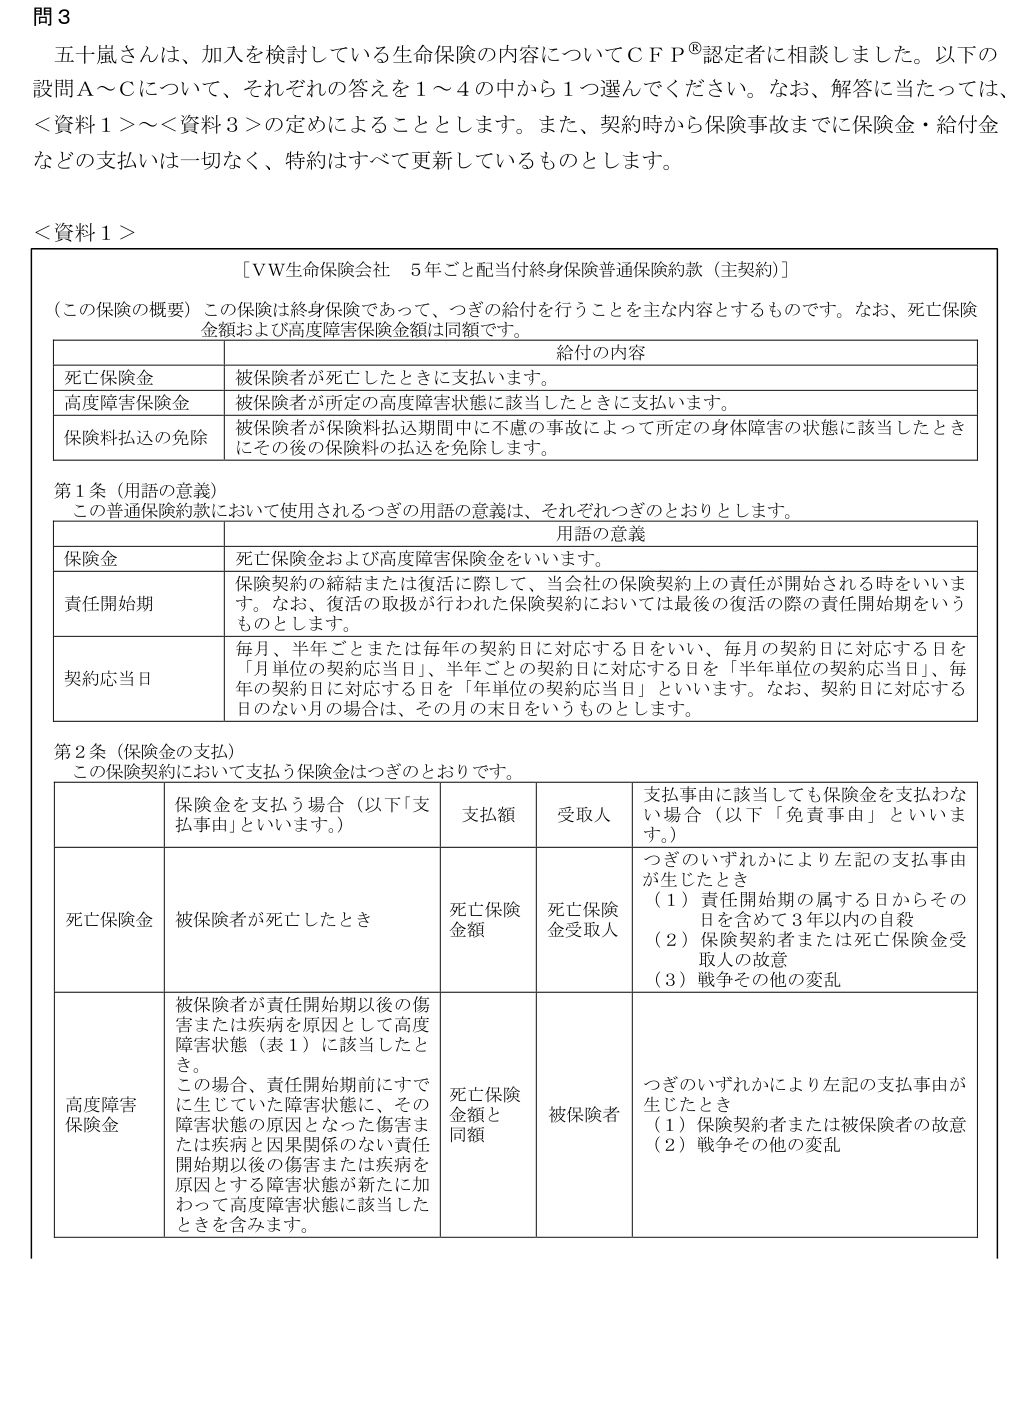 問３
五十嵐さんは、加入を検討している生命保険の内容についてＣＦＰ®認定者に相談しました。以下の
設問Ａ～Ｃについて、それぞれの答えを１～４の中から１つ選んでください。なお、解答に当たっては、
＜資料１＞～＜資料３＞の定めによることとします。また、契約時から保険事故までに保険金・給付金
などの支払いは一切なく、特約はすべて更新しているものとします。
＜資料１＞
［ＶＷ生命保険会社　５年ごと配当付終身保険普通保険約款（主契約）］
（この保険の概要）この保険は終身保険であって、つぎの給付を行うことを主な内容とするものです。なお、死亡保険
金額および高度障害保険金額は同額です。
給付の内容
死亡保険金
被保険者が死亡したときに支払います。
高度障害保険金
被保険者が所定の高度障害状態に該当したときに支払います。
保険料払込の免除
被保険者が保険料払込期間中に不慮の事故によって所定の身体障害の状態に該当したとき
にその後の保険料の払込を免除します。
第１条（用語の意義）
この普通保険約款において使用されるつぎの用語の意義は、それぞれつぎのとおりとします。
用語の意義
保険金
死亡保険金および高度障害保険金をいいます。
責任開始期
保険契約の締結または復活に際して、当会社の保険契約上の責任が開始される時をいいま
す。なお、復活の取扱が行われた保険契約においては最後の復活の際の責任開始期をいう
ものとします。
契約応当日
毎月、半年ごとまたは毎年の契約日に対応する日をいい、毎月の契約日に対応する日を
「月単位の契約応当日」、半年ごとの契約日に対応する日を「半年単位の契約応当日」、毎
年の契約日に対応する日を「年単位の契約応当日」といいます。なお、契約日に対応する
日のない月の場合は、その月の末日をいうものとします。
第２条（保険金の支払）
この保険契約において支払う保険金はつぎのとおりです。
保険金を支払う場合（以下「支
払事由」といいます。）
支払額
受取人
支払事由に該当しても保険金を支払わな
い場合（以下「免責事由」といいま
す。）
死亡保険金
被保険者が死亡したとき
死亡保険
金額
死亡保険
金受取人
つぎのいずれかにより左記の支払事由
が生じたとき
（１）責任開始期の属する日からその
日を含めて３年以内の自殺
（２）保険契約者または死亡保険金受
取人の故意
（３）戦争その他の変乱
高度障害
保険金
被保険者が責任開始期以後の傷
害または疾病を原因として高度
障害状態（表１）に該当したと
き。
この場合、責任開始期前にすで
に生じていた障害状態に、その
障害状態の原因となった傷害ま
たは疾病と因果関係のない責任
開始期以後の傷害または疾病を
原因とする障害状態が新たに加
わって高度障害状態に該当した
ときを含みます。
死亡保険
金額と
同額
被保険者
つぎのいずれかにより左記の支払事由が
生じたとき
（１）保険契約者または被保険者の故意
（２）戦争その他の変乱